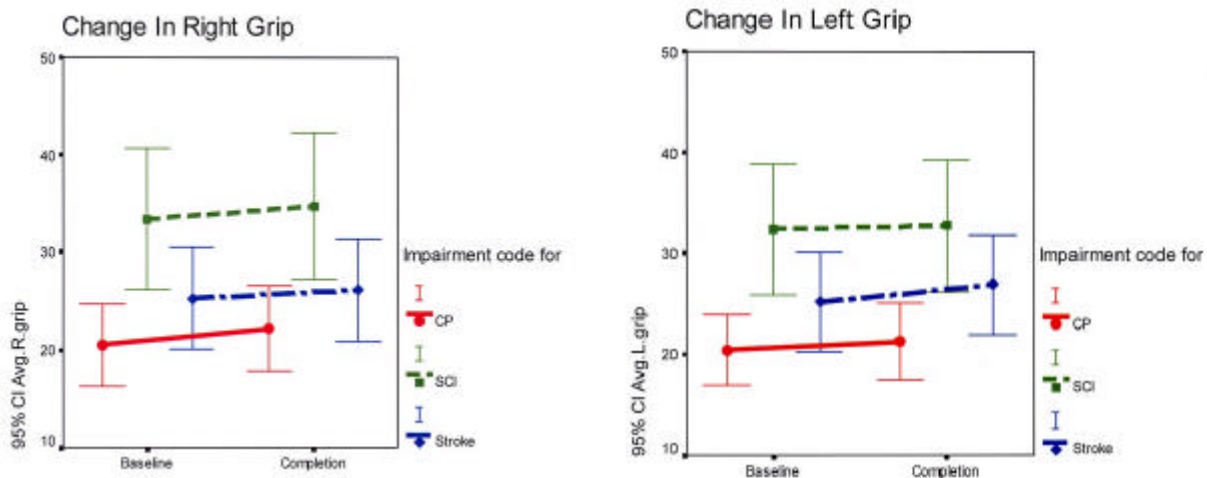 Change In Right Grip
50
40
30
20
10
95% CI Avg.R.grip
Baseline
Completion
Impairment code for
CP
SCI
Stroke
Change In Left Grip
50
40
30
20
10
95% CI Avg.L.grip
Baseline
Completion
Impairment code for
CP
SCI
Stroke